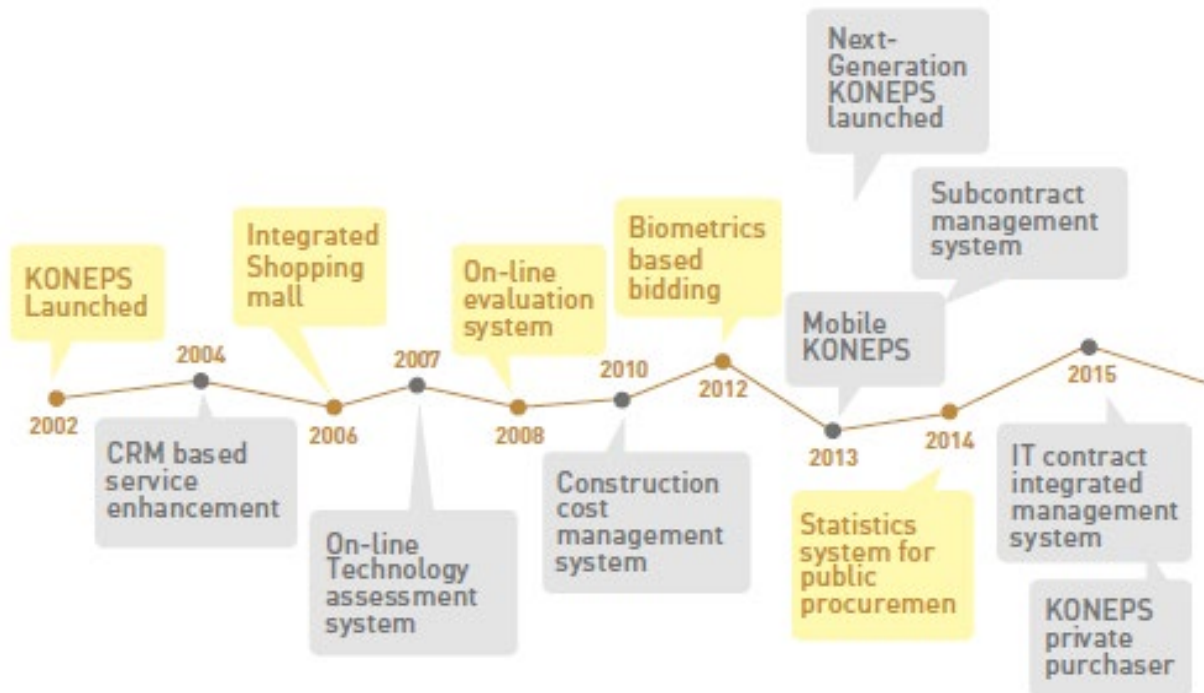 Next-
Generation
KONEPS
launched
Subcontract
management
system
Biometrics
based
bidding
Integrated
Shopping
mall
KONEPS
Launched
On-line
evaluation
system
Mobile
KONEPS
2002
2004
2006
2007
2008
2010
2012
2013
2014
2015
CRM based
service
enhancement
On-line
Technology
assessment
system
Construction
cost
management
system
Statistics
system for
public
procuremen
IT contract
integrated
management
system
KONEPS
private
purchaser